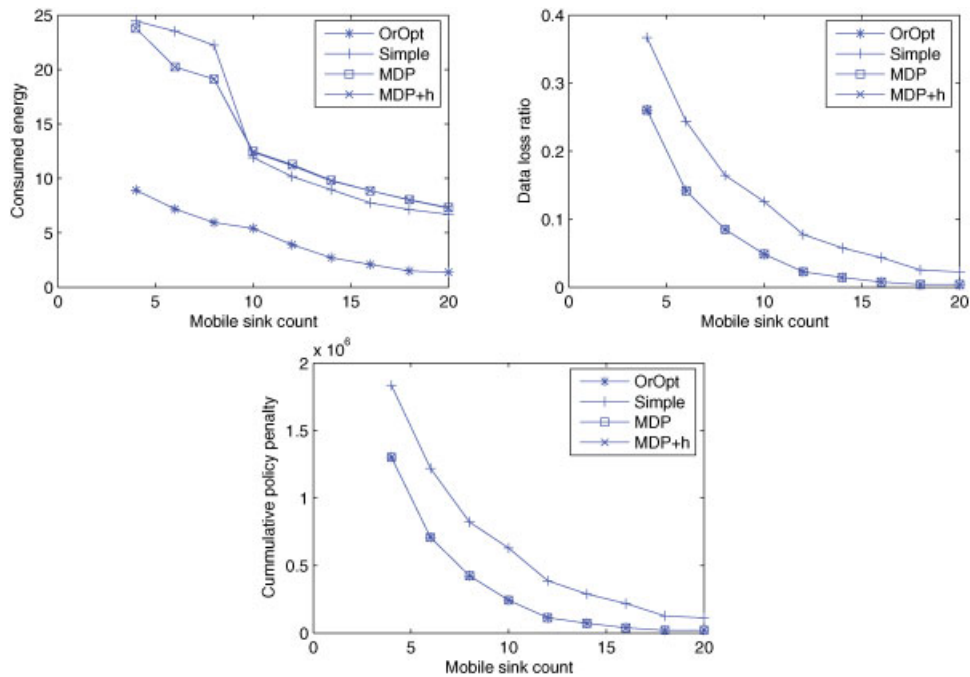 25
20
15
10
5
0
Consumed energy
0
5
10
15
20
Mobile sink count
OrOpt
Simple
MDP
MDP+h
0.4
0.3
0.2
0.1
0
Data loss ratio
0
5
10
15
20
Mobile sink count
OrOpt
Simple
MDP
MDP+h
x 10^6
2
1.5
1
0.5
0
Cummulative policy penalty
0
5
10
15
20
Mobile sink count
OrOpt
Simple
MDP
MDP+h